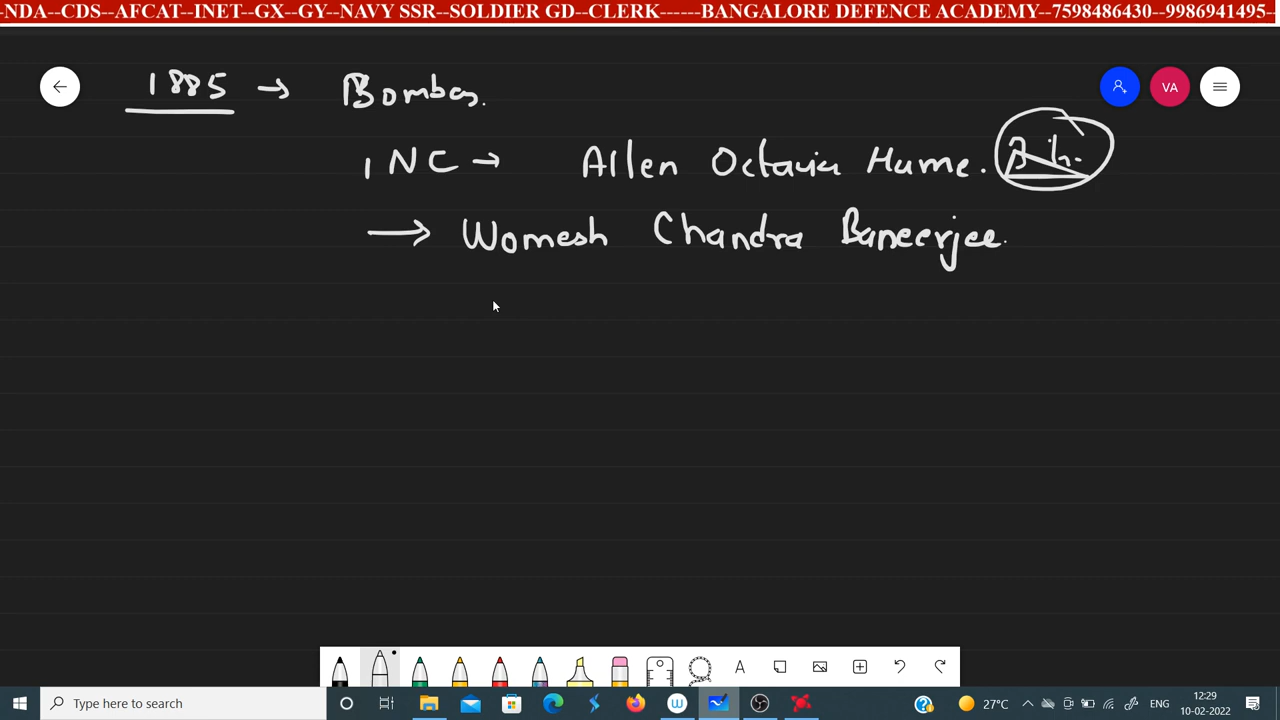 -NDA--CDS--AFCAT--INET--GX--GY--NAVY SSR--SOLDIER GD--CLERK------BANGALORE DEFENCE ACADEMY--7598486430--9986941495--
1885 → Bombay.
VA
INC → Allen Octavia Hume.
→ Womesh Chandra Banerjee.
A
Type here to search
27°C
ENG
12:29
10-02-2022